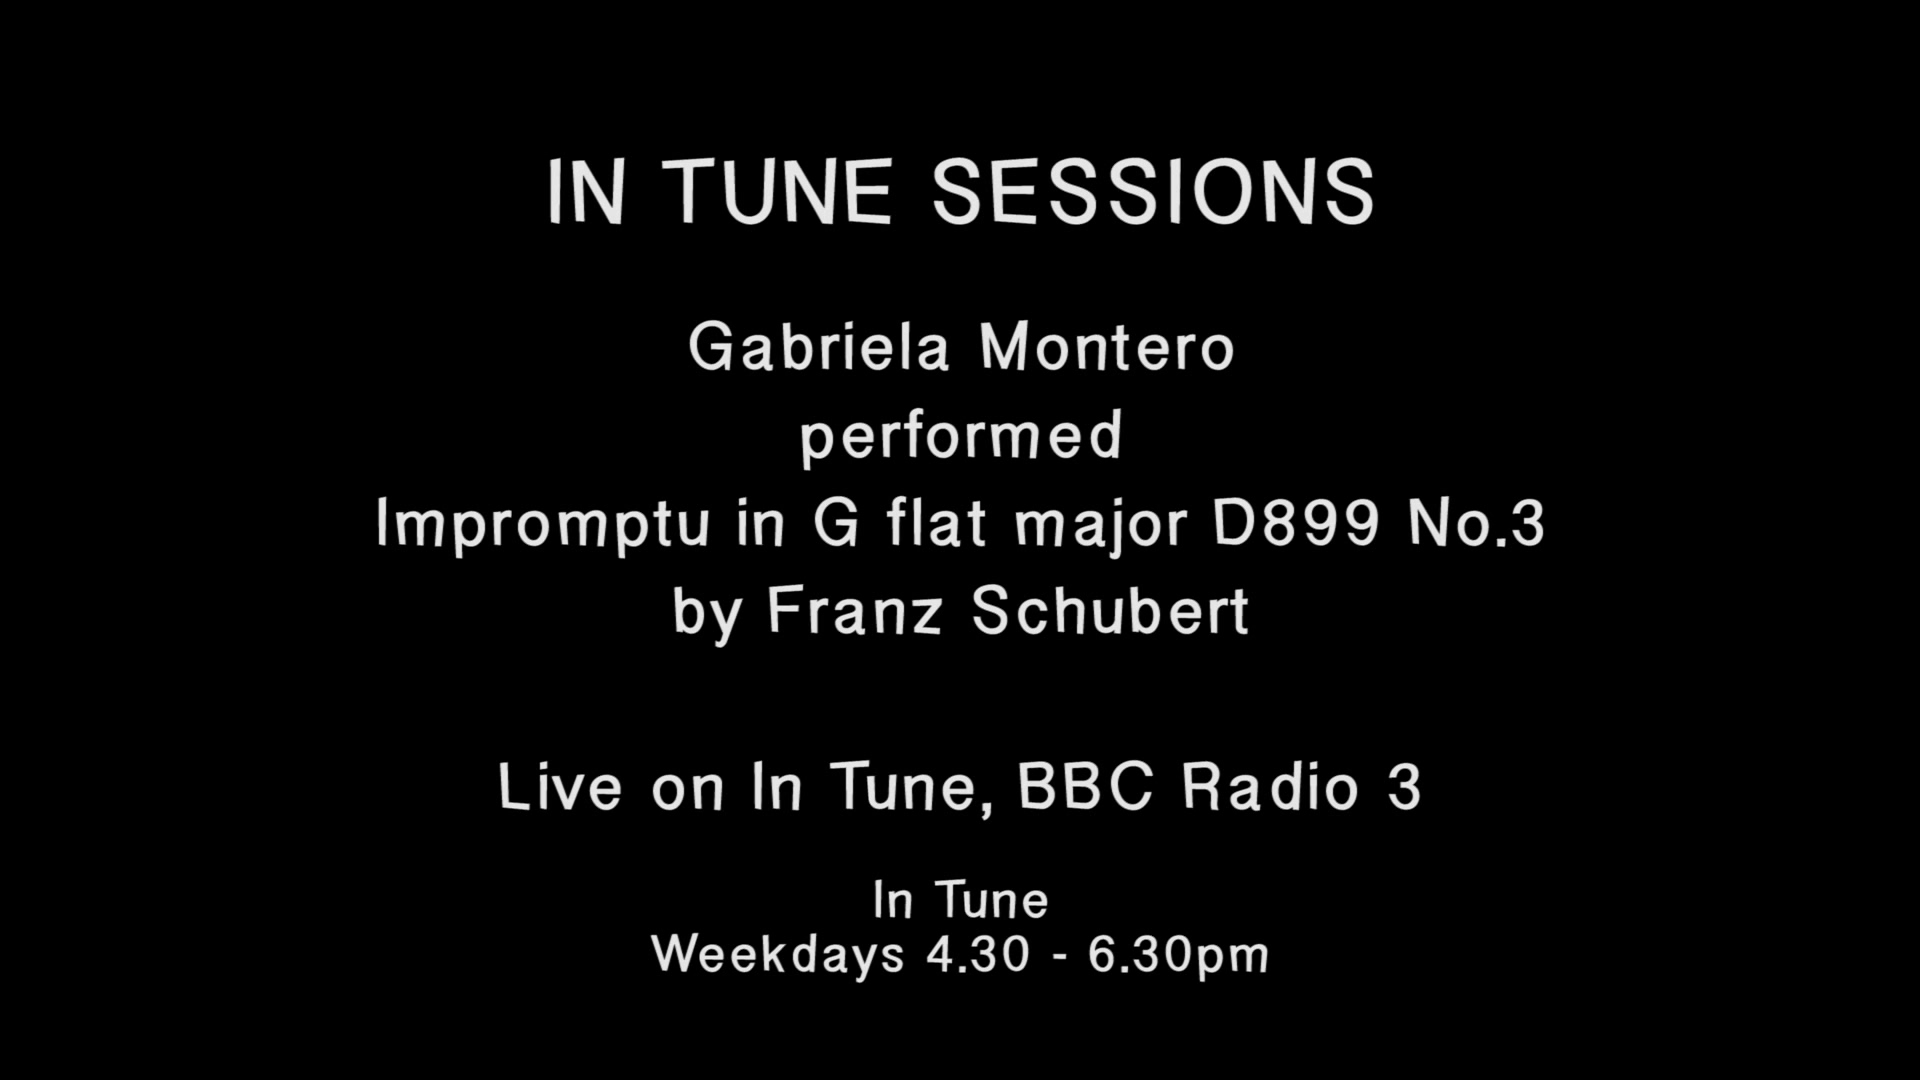 IN TUNE SESSIONS
Gabriela Montero
performed
Impromptu in G flat major D899 No.3
by Franz Schubert
Live on In Tune, BBC Radio 3
In Tune
Weekdays 4.30 - 6.30pm